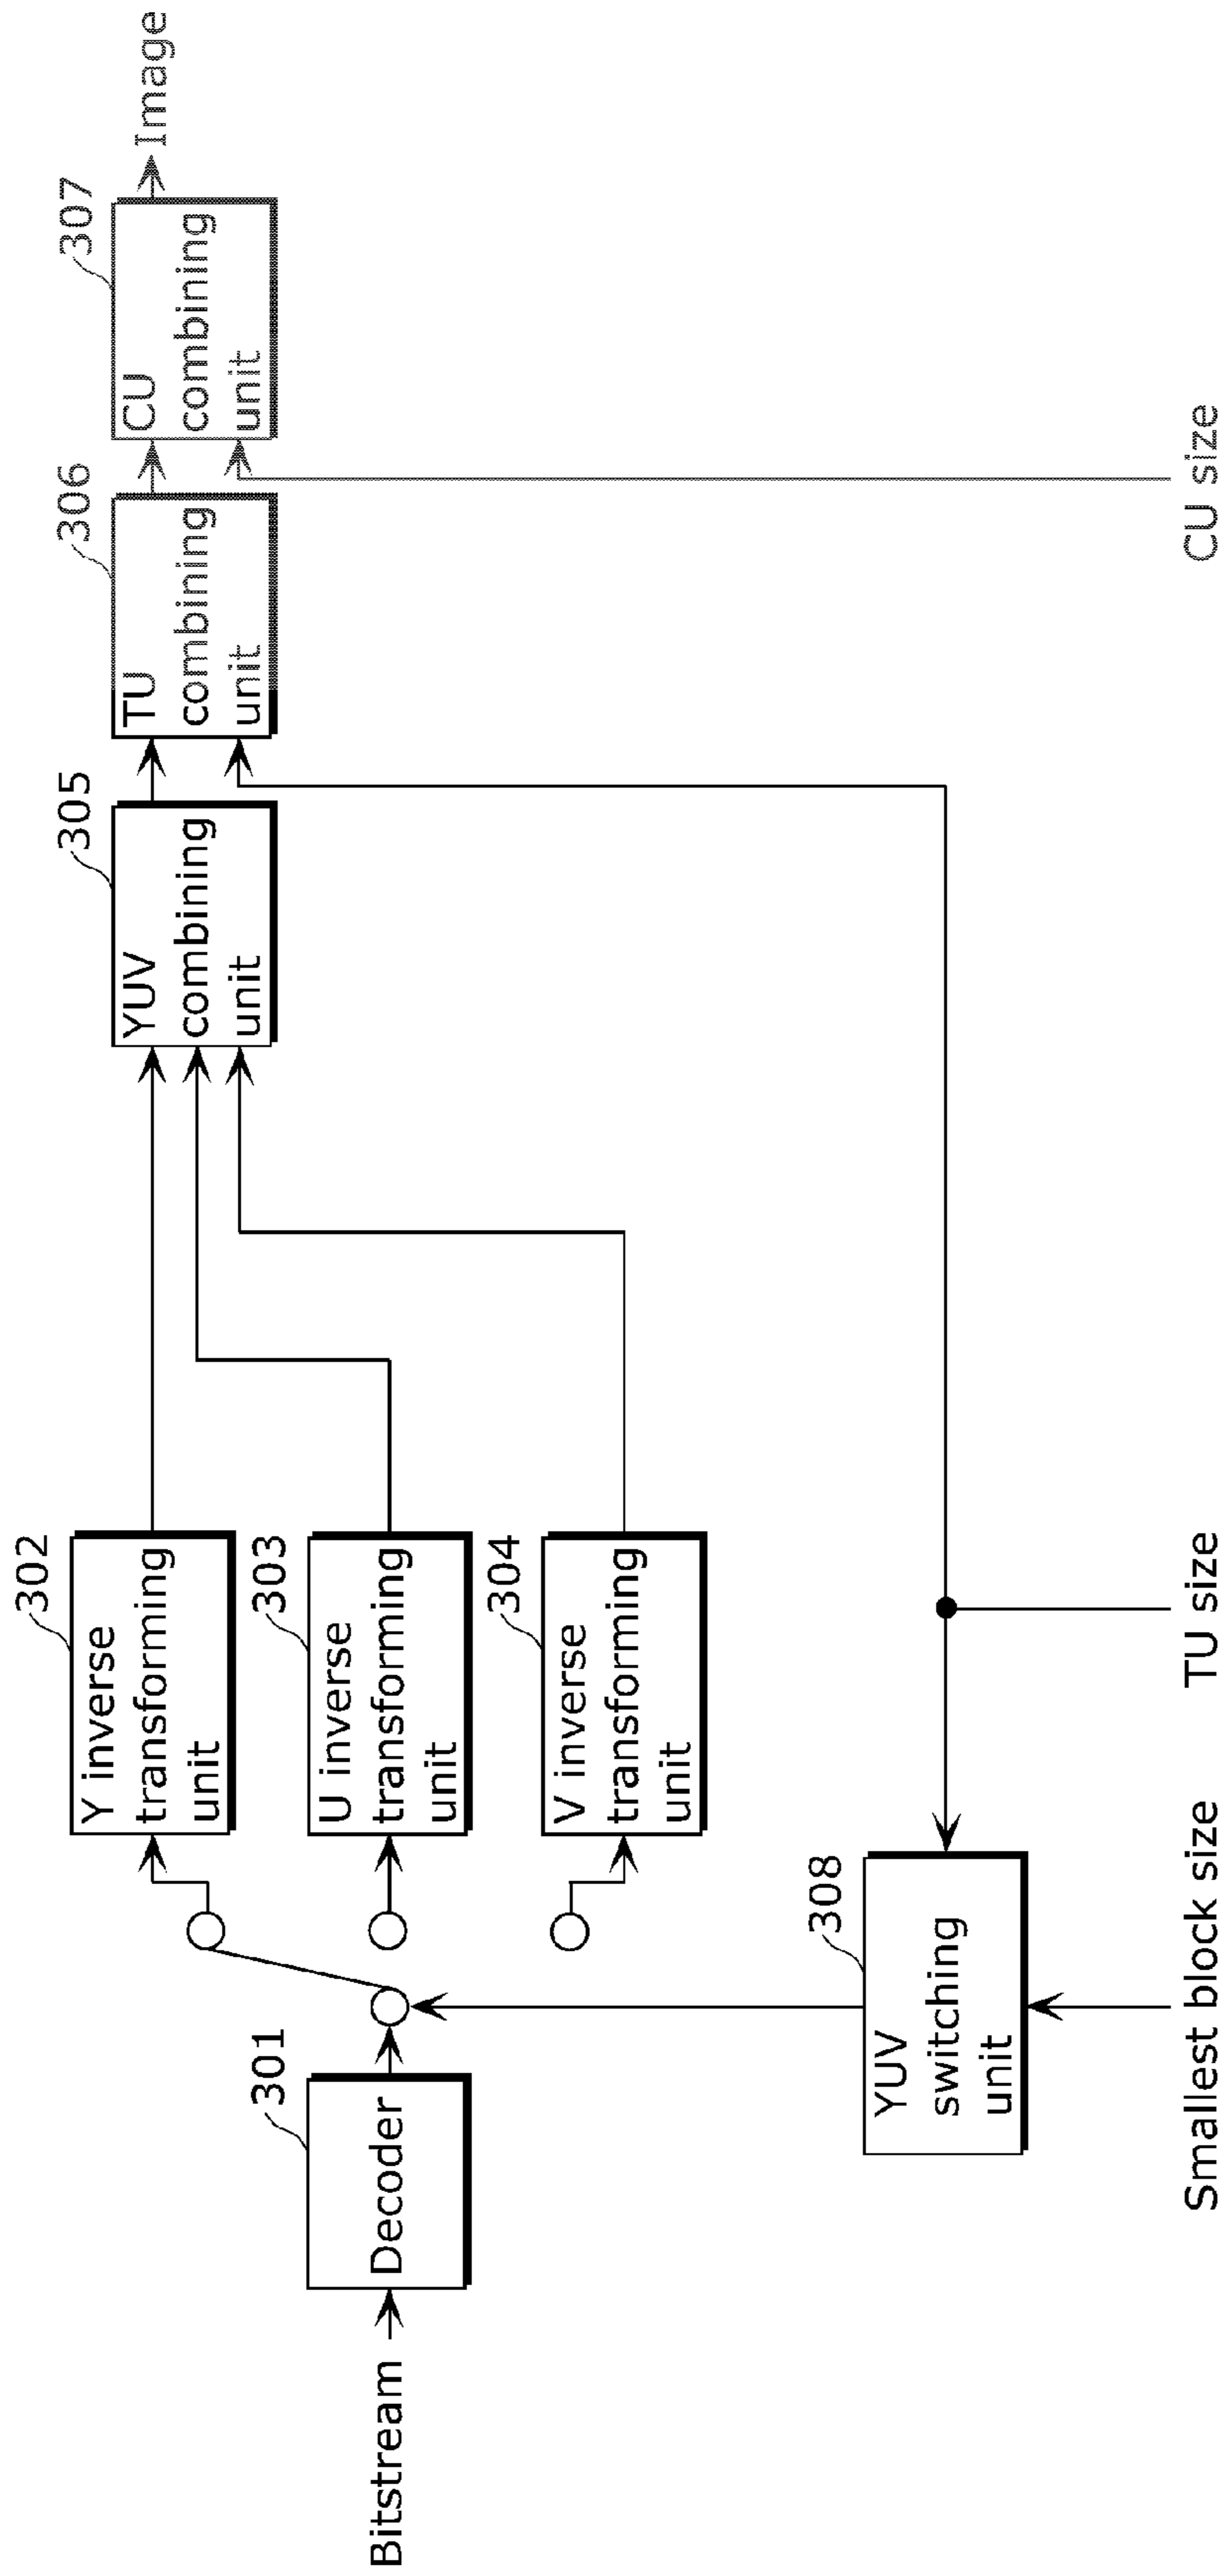 Bitstream
301
Decoder
302
Y inverse
transforming
unit
303
U inverse
transforming
unit
304
V inverse
transforming
unit
305
YUV
combining
unit
306
TU
combining
unit
307
CU
combining
unit
Image
308
YUV
switching
unit
Smallest block size
TU size
CU size